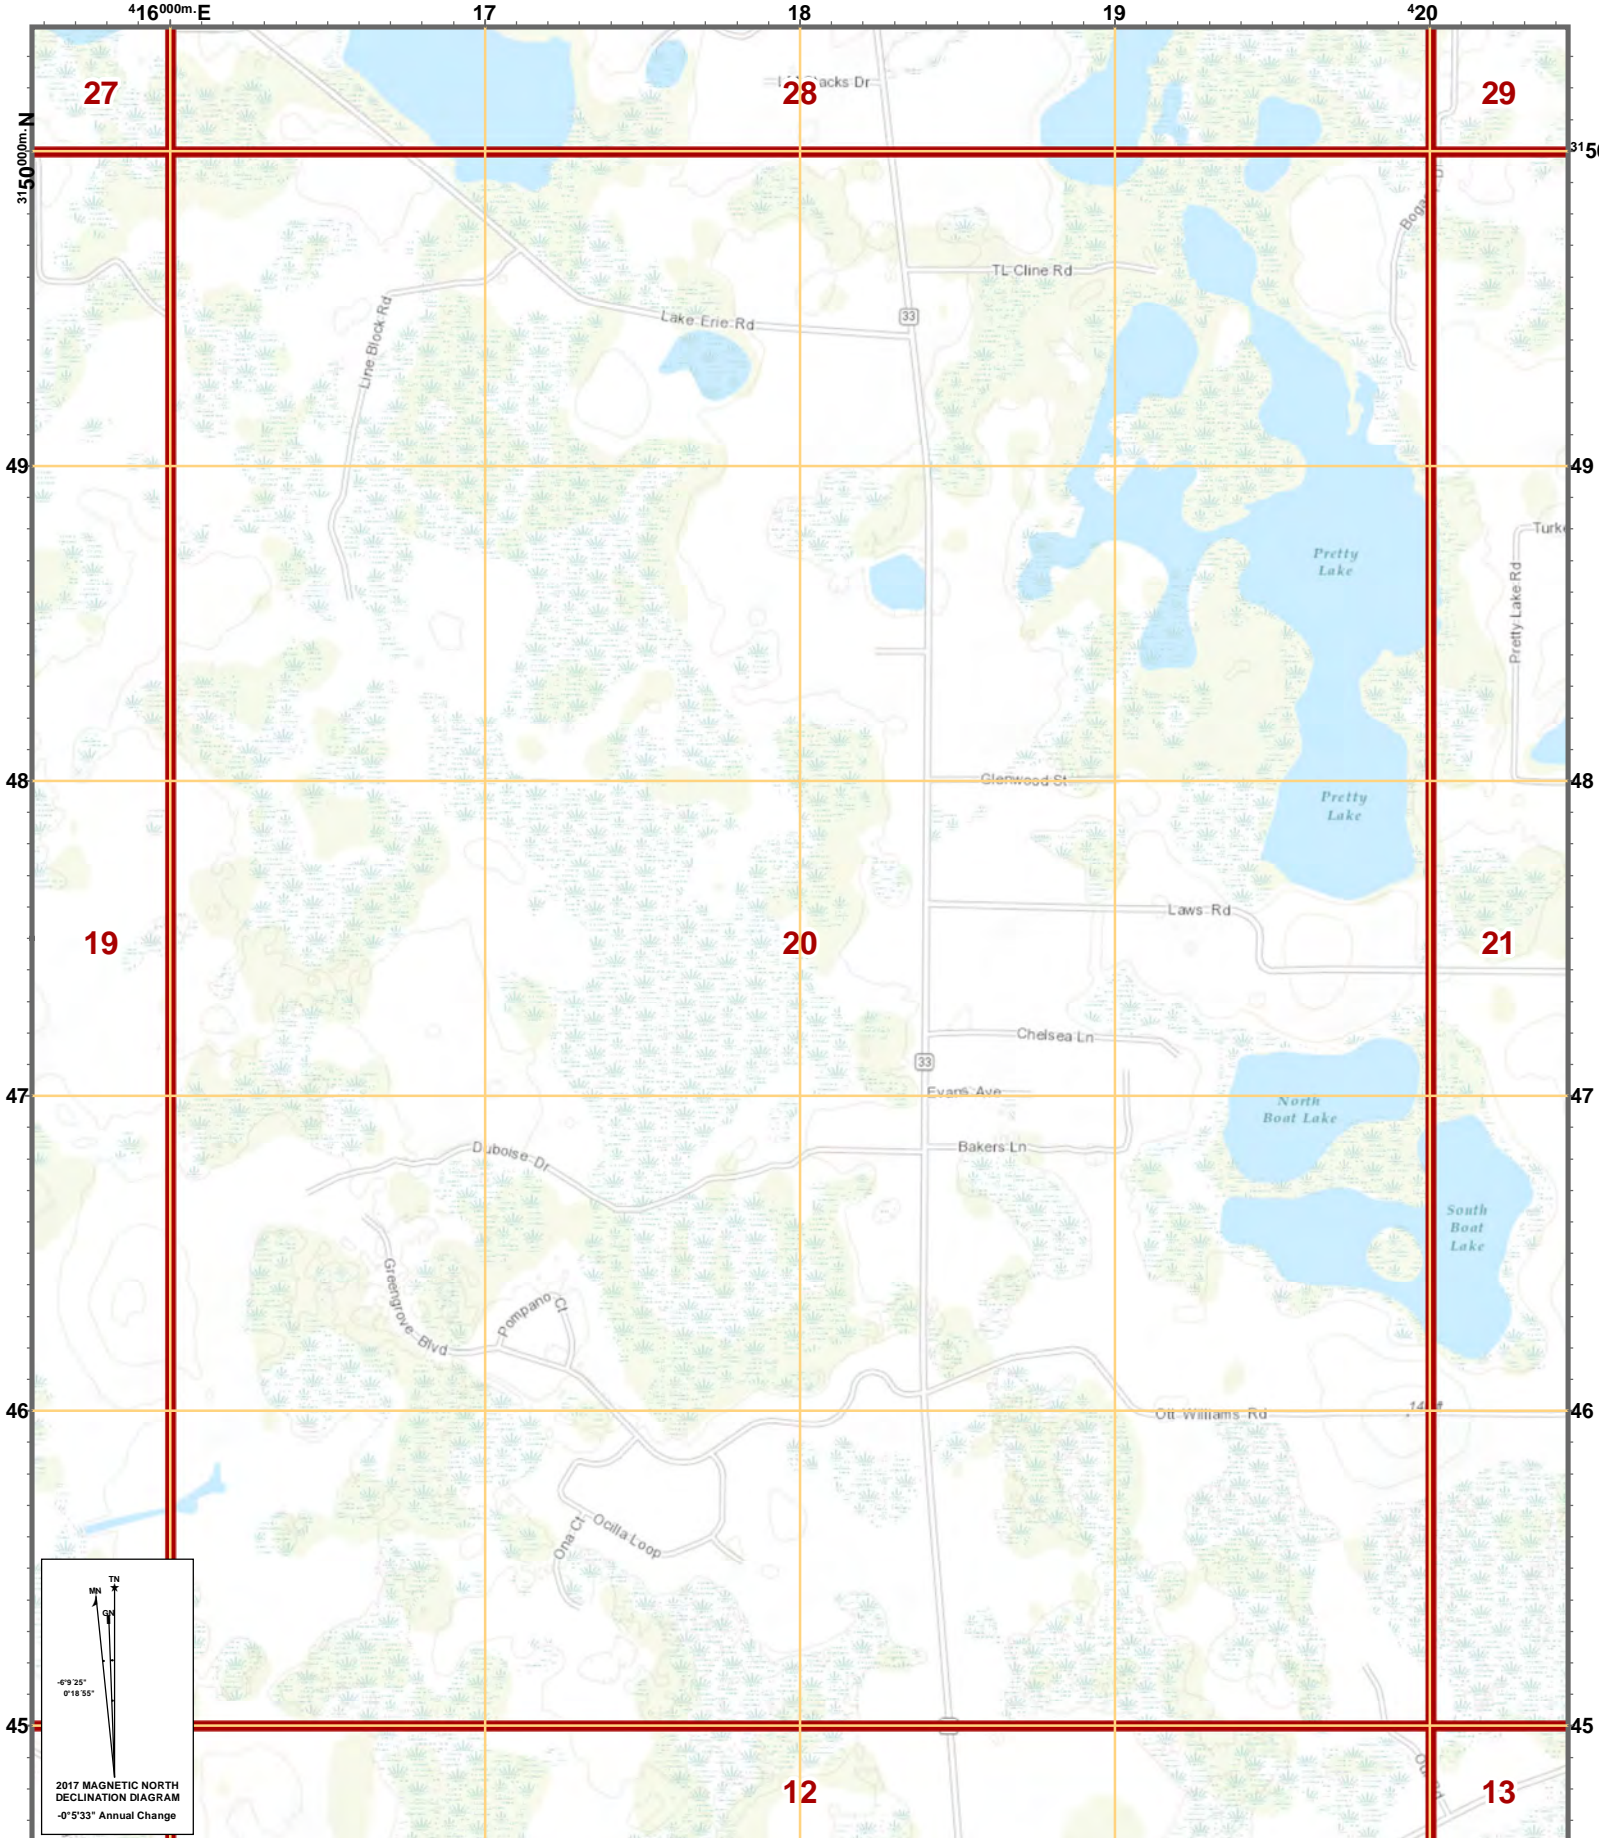 416000m.E 17 18 19 420
27 28 29
3150000m.N
TL Cline Rd
33
Lake Erie Rd
Line Block Rd
49 49
Pretty
Lake
Pretty Lake Rd
48 Glenwood St 48
Pretty
Lake
Laws Rd
19 20 21
Chelsea Ln
33
47 Evans Ave 47
North
Boat Lake
Duboise Dr
Bakers Ln
South
Boat
Lake
Greengrove Blvd
Pompano Ct
46 Ott Williams Rd 46
Ona Ct
Ocilla Loop
TN
MN
GN
-6°9'25"
0°18'55"
45 45
2017 MAGNETIC NORTH
DECLINATION DIAGRAM
-0°5'33" Annual Change
12 13